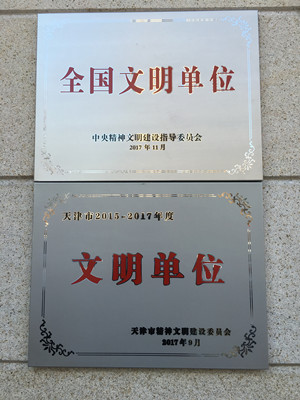 全国文明单位
中央精神文明建设指导委员会
2017年11月
天津市2015-2017年度
文明单位
天津市精神文明建设委员会
2017年9月